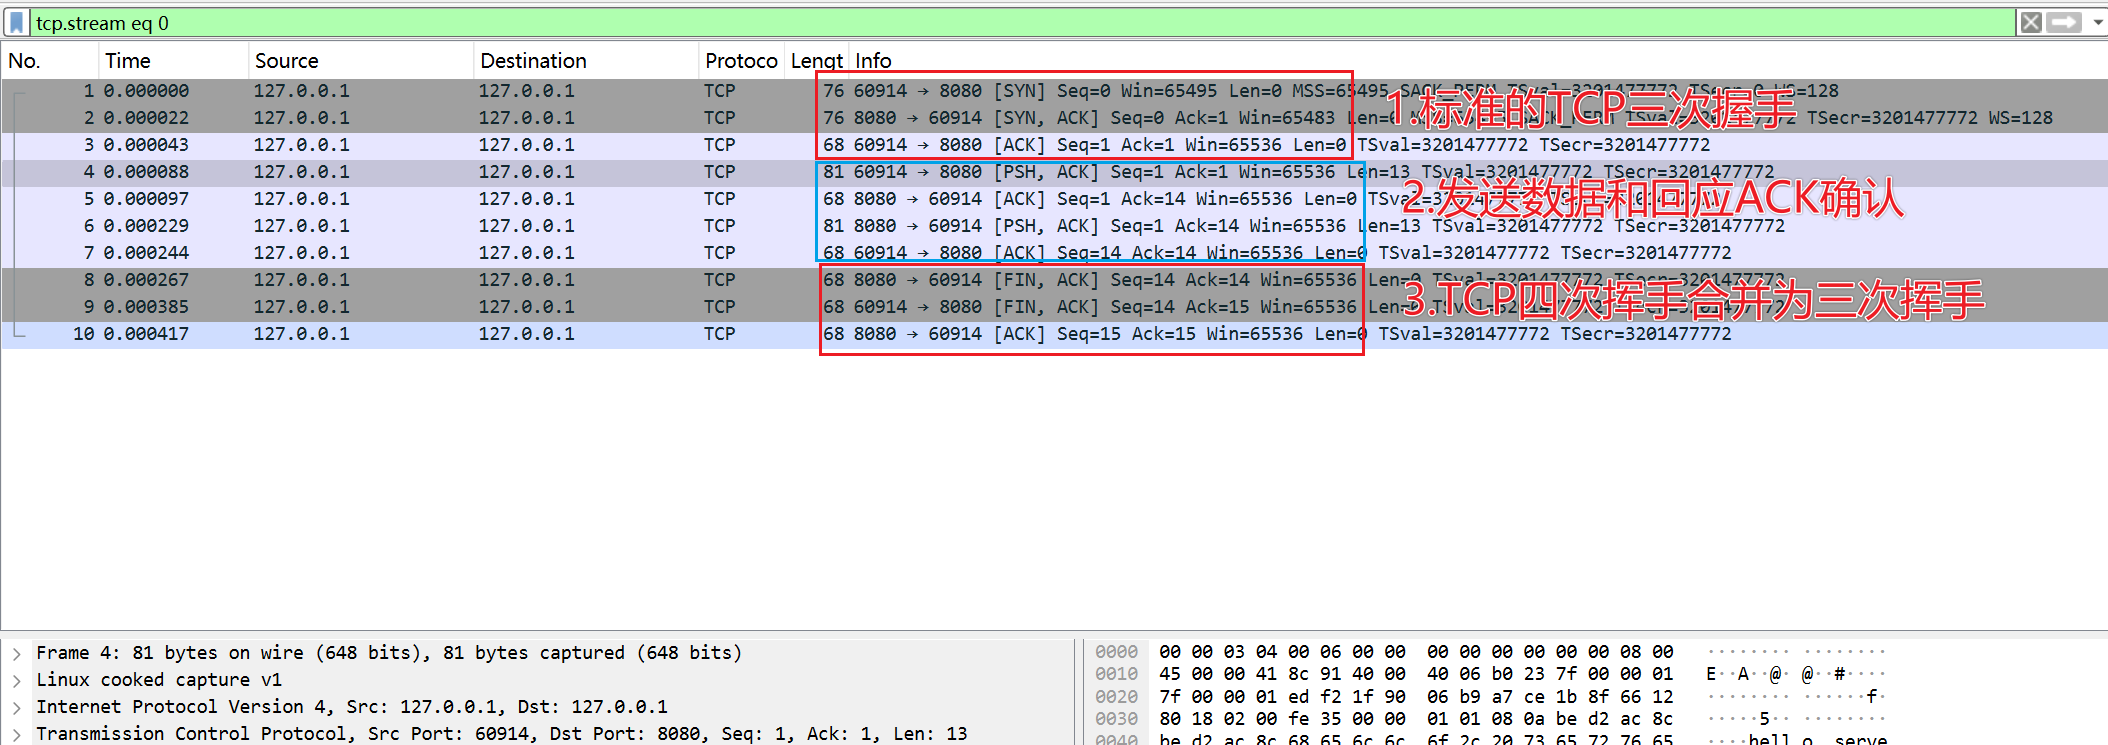 tcp.stream eq 0
No. Time Source Destination Protoco Lengt Info
1 0.000000 127.0.0.1 127.0.0.1 TCP 76 60914 → 8080 [SYN] Seq=0 Win=65495 Len=0 MSS=65495 SACK_PERM TSval=3201477772 TSecr=0 WS=128
1.标准的TCP三次握手
2 0.000022 127.0.0.1 127.0.0.1 TCP 76 8080 → 60914 [SYN, ACK] Seq=0 Ack=1 Win=65483 Len=0 SACK_PERM TSecr=3201477772 WS=128
3 0.000043 127.0.0.1 127.0.0.1 TCP 68 60914 → 8080 [ACK] Seq=1 Ack=1 Win=65536 Len=0 TSval=3201477772 TSecr=3201477772
4 0.000088 127.0.0.1 127.0.0.1 TCP 81 60914 → 8080 [PSH, ACK] Seq=1 Ack=1 Win=65536 Len=13 TSval=3201477772 TSecr=3201477772
5 0.000097 127.0.0.1 127.0.0.1 TCP 68 8080 → 60914 [ACK] Seq=1 Ack=14 Win=65536 Len=0
2.发送数据和回应ACK确认
6 0.000229 127.0.0.1 127.0.0.1 TCP 81 8080 → 60914 [PSH, ACK] Seq=1 Ack=14 Win=65536 Len=13 TSval=3201477772 TSecr=3201477772
7 0.000244 127.0.0.1 127.0.0.1 TCP 68 60914 → 8080 [ACK] Seq=14 Ack=14 Win=65536 Len=0 TSval=3201477772 TSecr=3201477772
8 0.000267 127.0.0.1 127.0.0.1 TCP 68 8080 → 60914 [FIN, ACK] Seq=14 Ack=14 Win=65536 Len=0 TSval=3201477772 TSecr=3201477772
9 0.000385 127.0.0.1 127.0.0.1 TCP 68 60914 → 8080 [FIN, ACK] Seq=14 Ack=15 Win=65536 Len=0
3.TCP四次挥手合并为三次挥手
10 0.000417 127.0.0.1 127.0.0.1 TCP 68 8080 → 60914 [ACK] Seq=15 Ack=15 Win=65536 Len=0 TSval=3201477772 TSecr=3201477772
Frame 4: 81 bytes on wire (648 bits), 81 bytes captured (648 bits)
Linux cooked capture v1
Internet Protocol Version 4, Src: 127.0.0.1, Dst: 127.0.0.1
Transmission Control Protocol, Src Port: 60914, Dst Port: 8080, Seq: 1, Ack: 1, Len: 13
0000 00 00 03 04 00 06 00 00 00 00 00 00 00 00 08 00 ········ ········
0010 45 00 00 41 8c 91 40 00 40 06 b0 23 7f 00 00 01 E··A··@· @··#····
0020 7f 00 00 01 ed f2 1f 90 06 b9 a7 ce 1b 8f 66 12 ········ ······f·
0030 80 18 02 00 fe 35 00 00 01 01 08 0a be d2 ac 8c ·····5·· ········
0040 be d2 ac 8c 68 65 6c 6c 6f 2c 20 73 65 72 76 65 ····hell o, serve